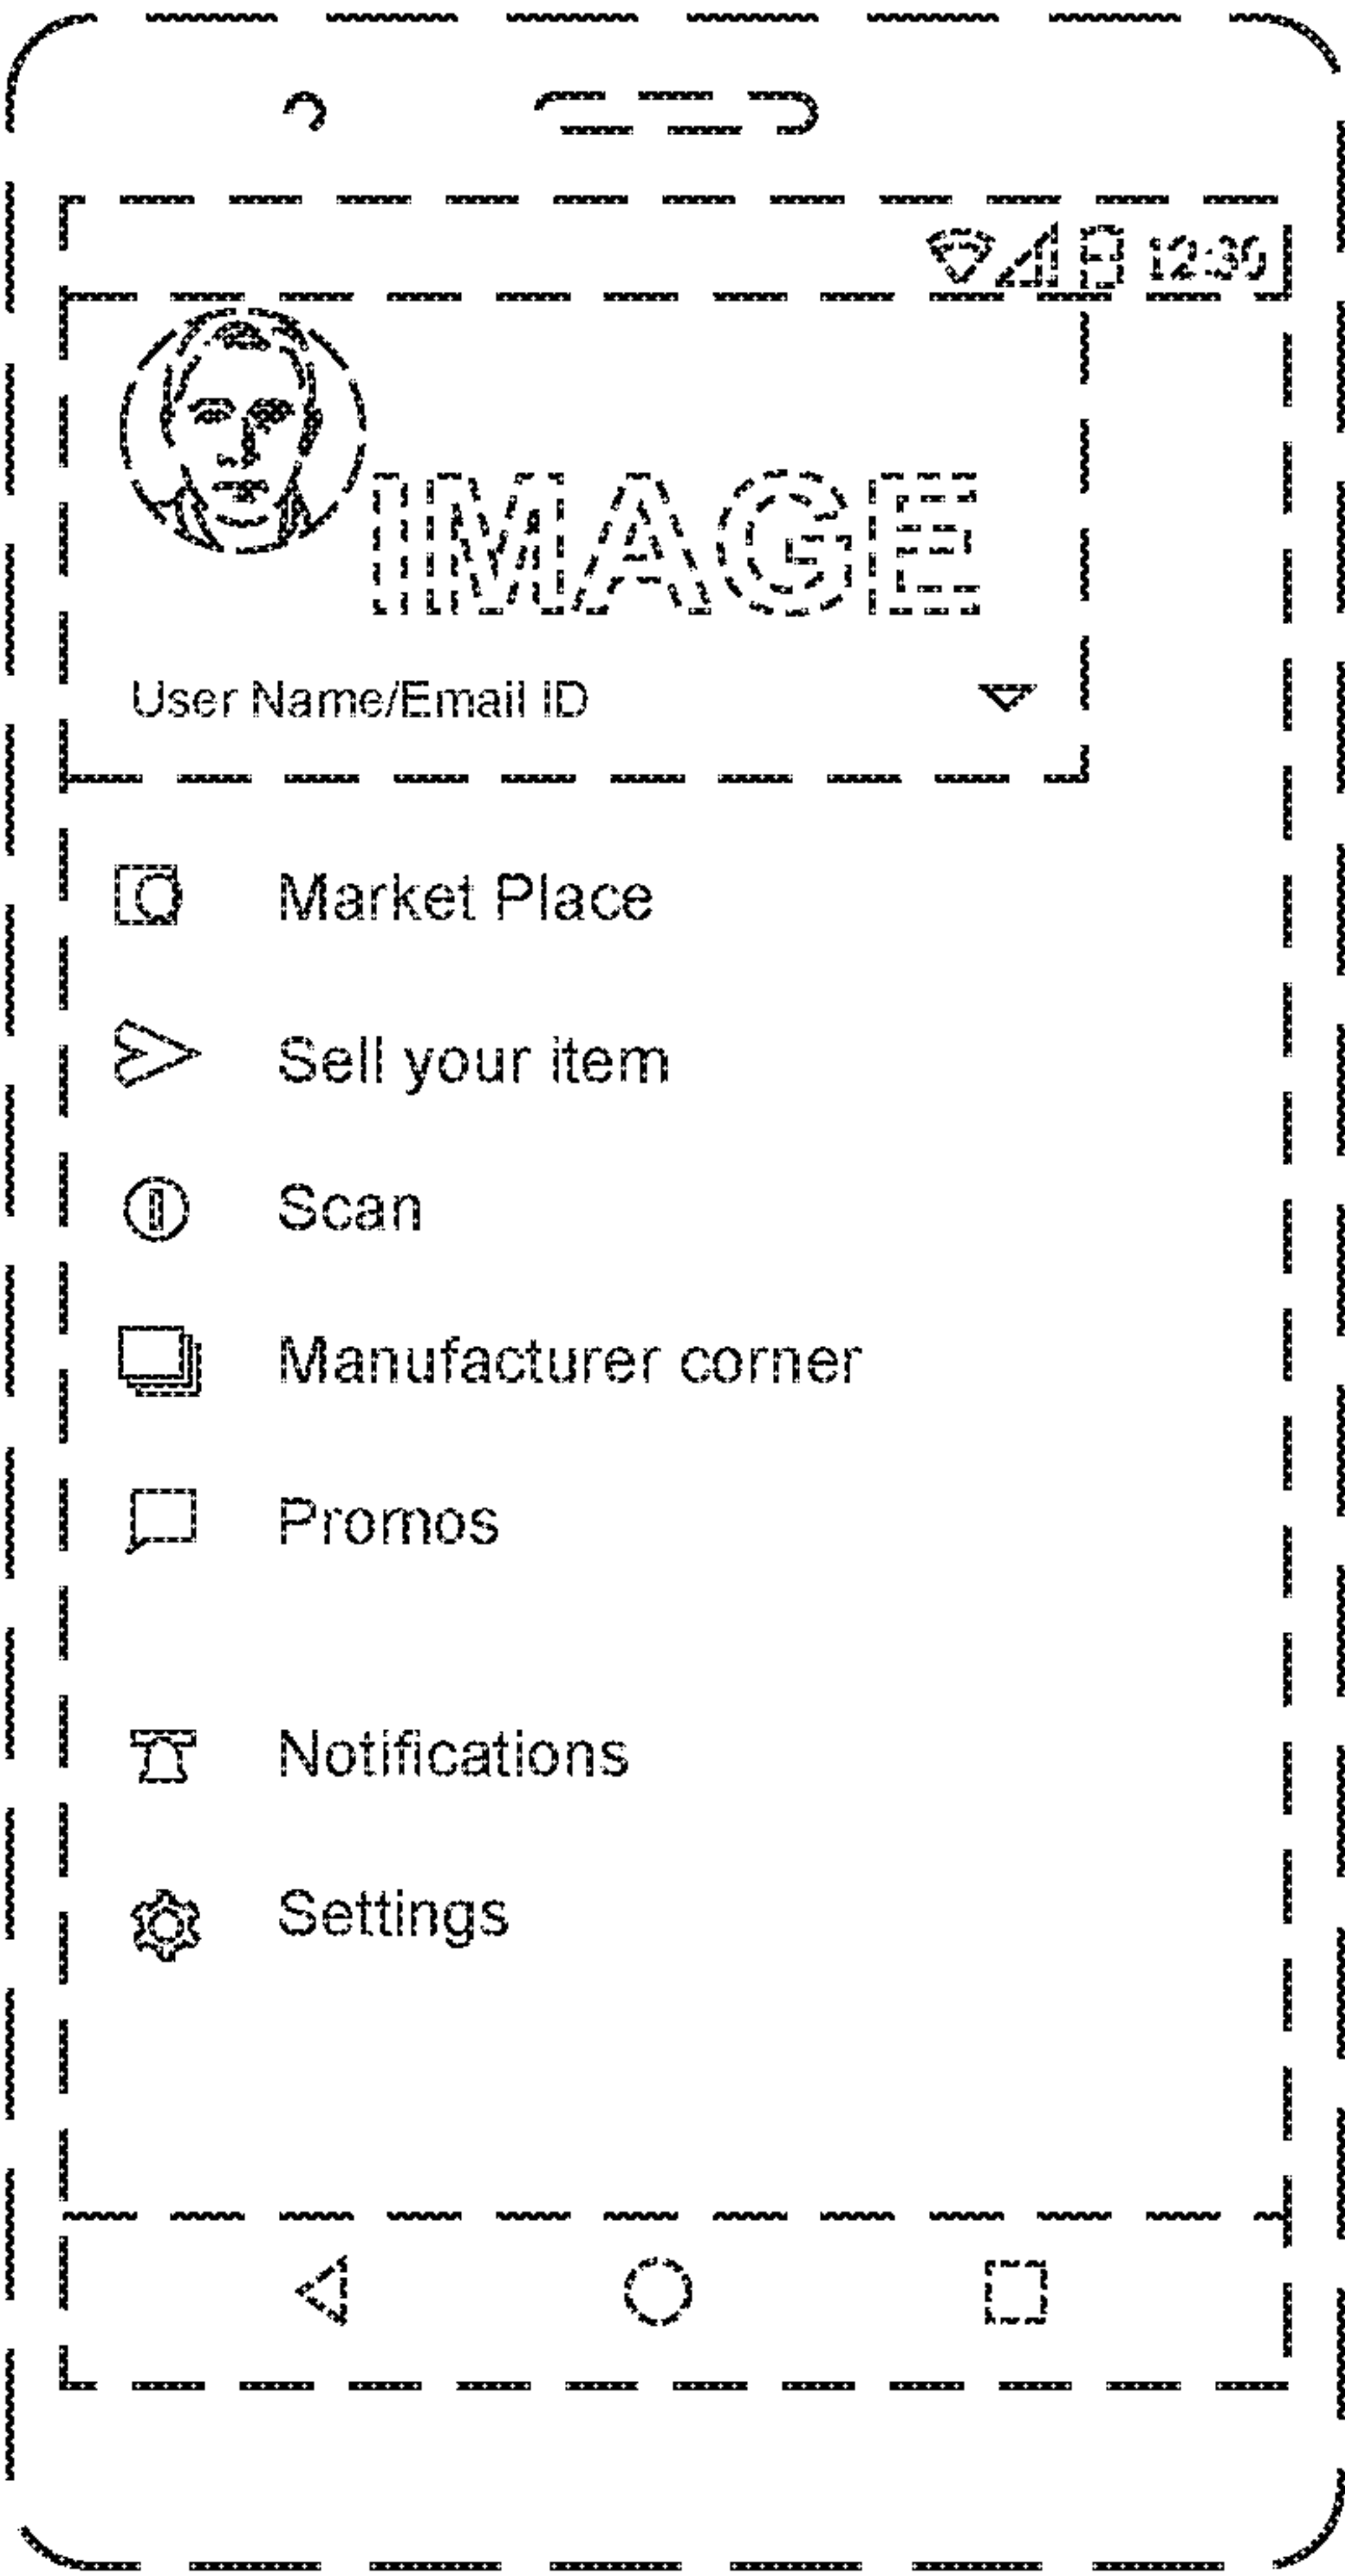 12:30
IMAGE
User Name/Email ID
Market Place
Sell your item
Scan
Manufacturer corner
Promos
Notifications
Settings